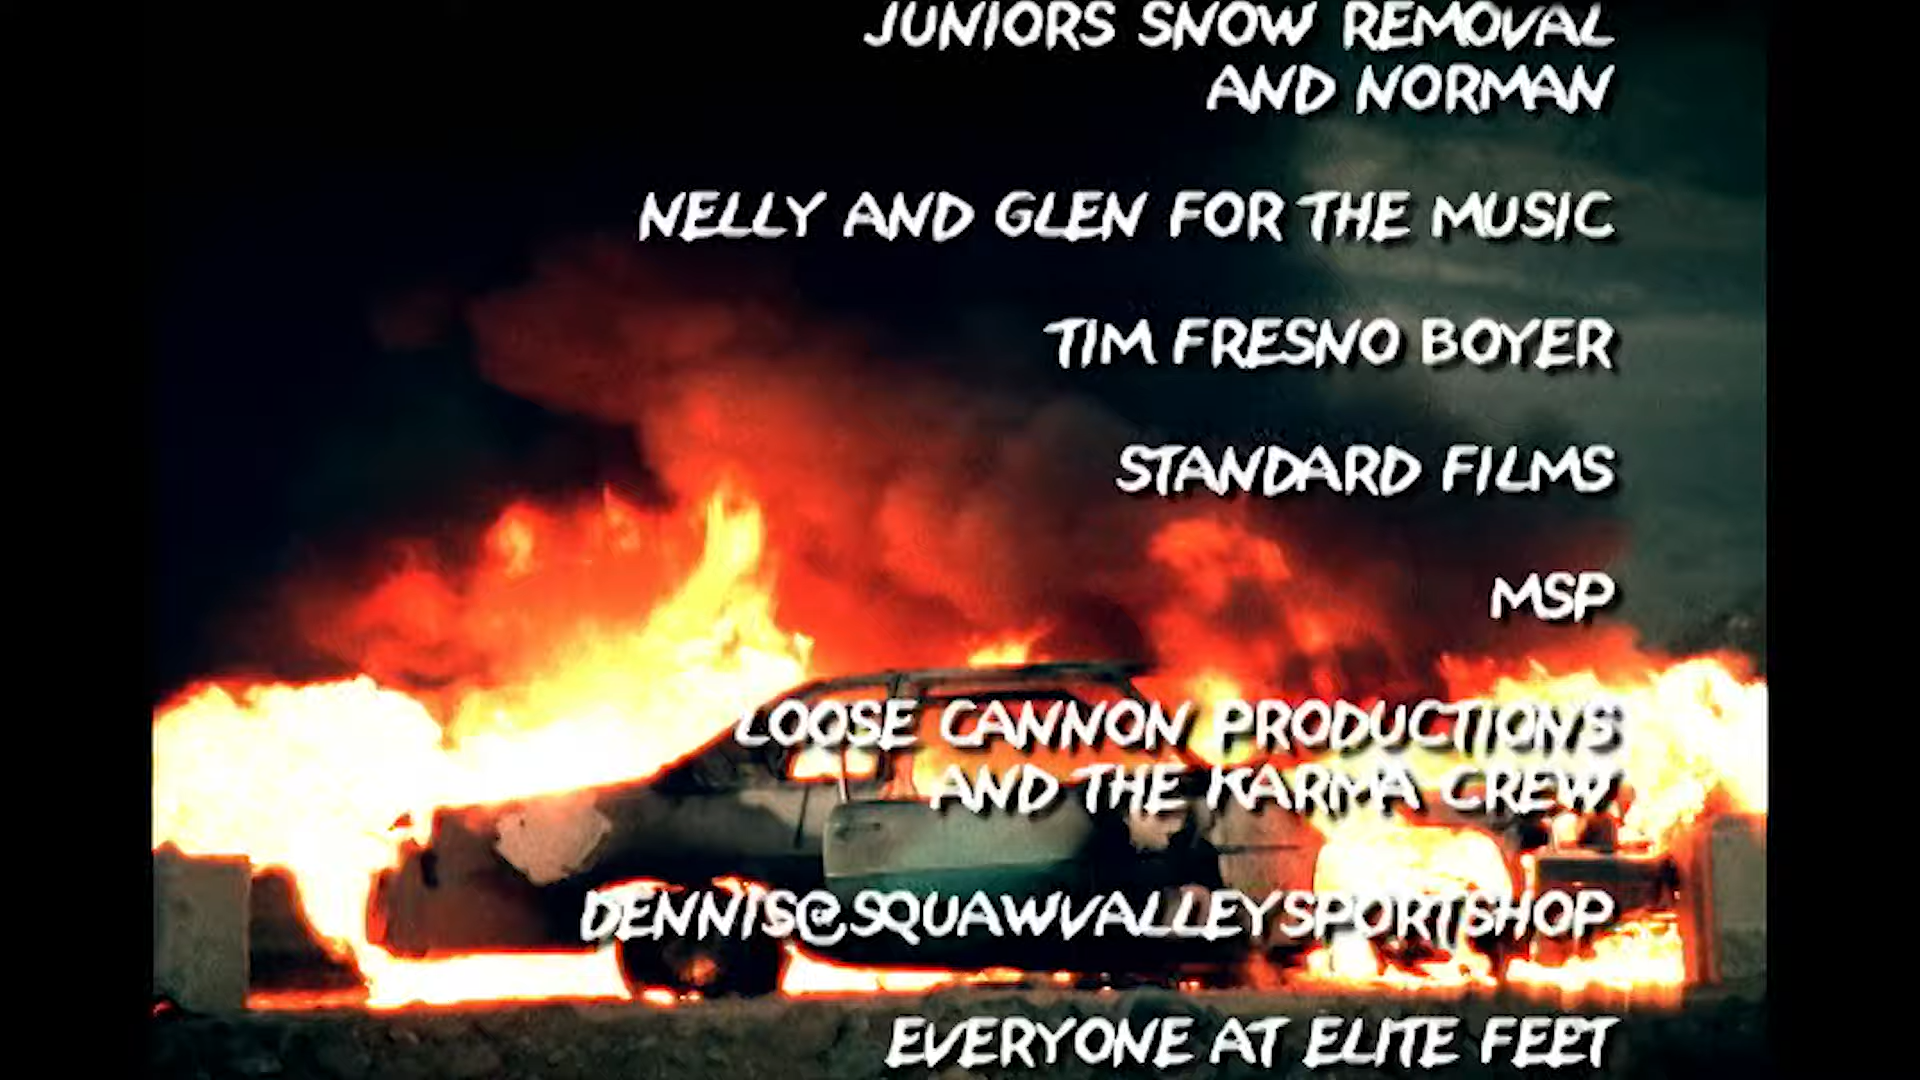 JUNIORS SNOW REMOVAL
AND NORMAN
NELLY AND GLEN FOR THE MUSIC
TIM FRESNO BOYER
STANDARD FILMS
MSP
LOOSE CANNON PRODUCTIONS
AND THE KARMA CREW
DENNIS@SQUAWVALLEYSPORTSHOP
EVERYONE AT ELITE FEET